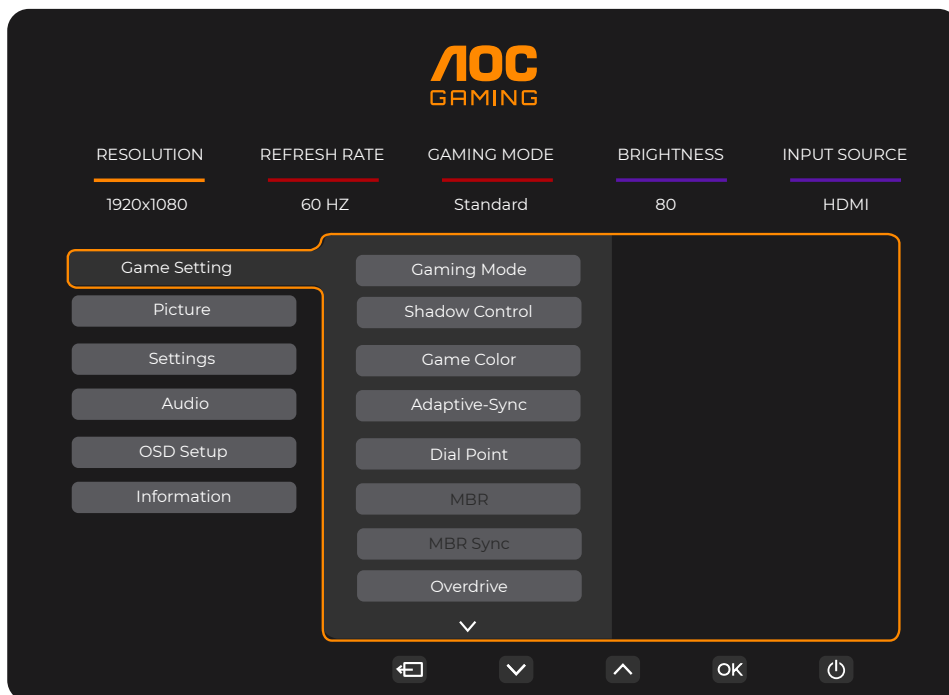 AOC
GAMING
RESOLUTION REFRESH RATE GAMING MODE BRIGHTNESS INPUT SOURCE
1920x1080 60 HZ Standard 80 HDMI
Game Setting
Picture
Settings
Audio
OSD Setup
Information
Gaming Mode
Shadow Control
Game Color
Adaptive-Sync
Dial Point
MBR
MBR Sync
Overdrive
OK